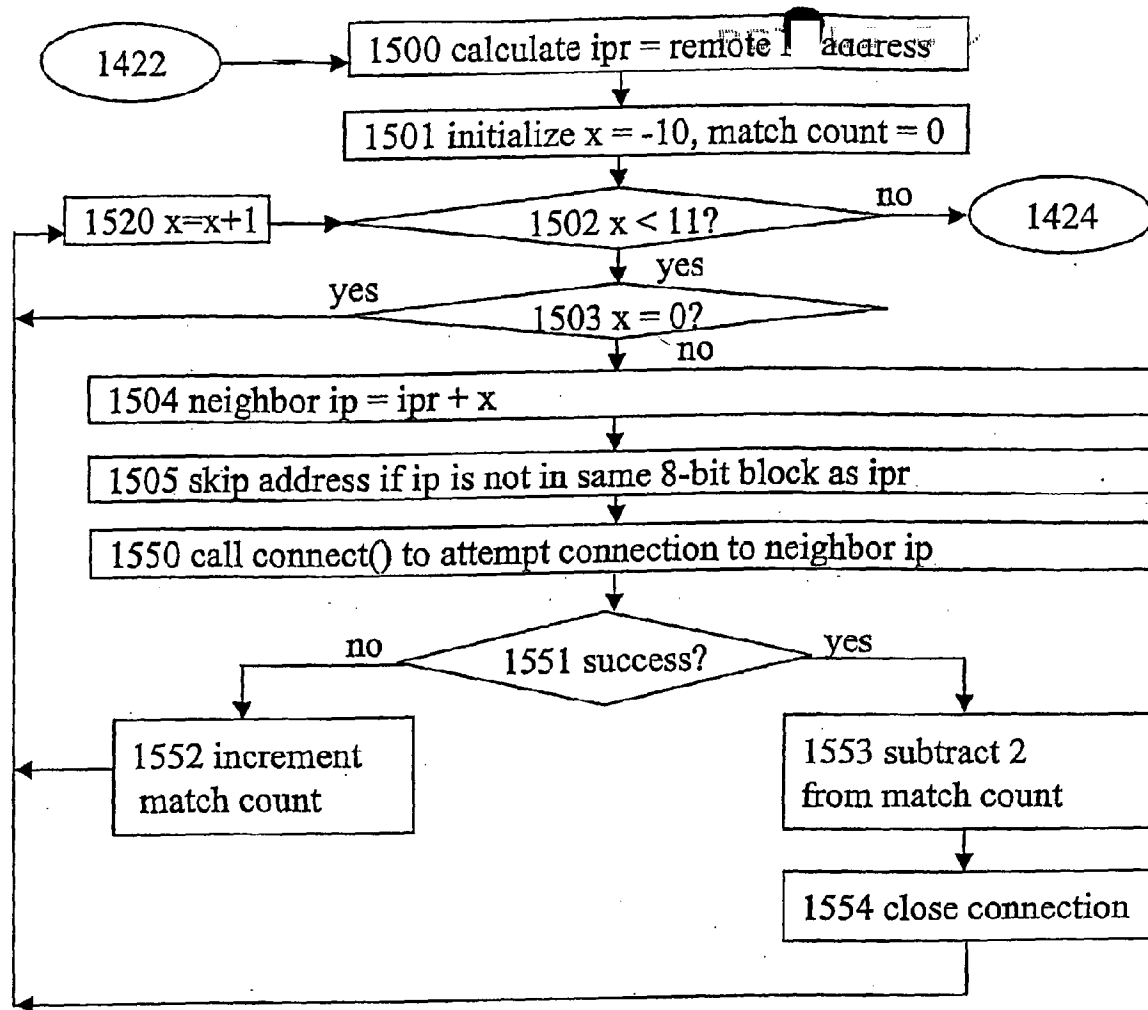 1422
1500 calculate ipr = remote address
1501 initialize x = -10, match count = 0
1520 x=x+1
1502 x < 11?
no
1424
yes
yes
1503 x = 0?
no
1504 neighbor ip = ipr + x
1505 skip address if ip is not in same 8-bit block as ipr
1550 call connect() to attempt connection to neighbor ip
no
1551 success?
yes
1552 increment
match count
1553 subtract 2
from match count
1554 close connection